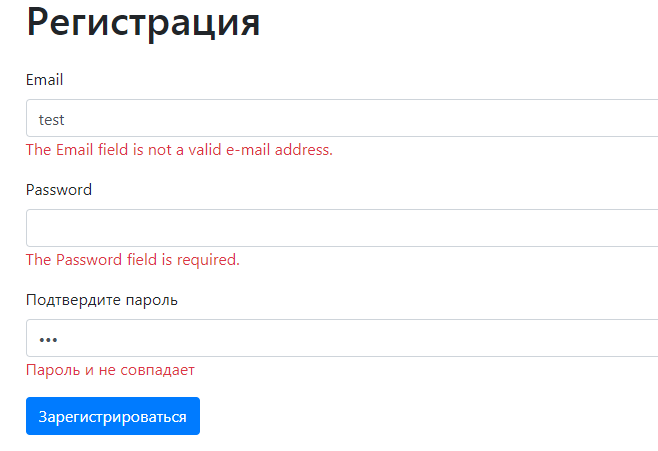 Регистрация
Email
test
The Email field is not a valid e-mail address.
Password
The Password field is required.
Подтвердите пароль
•••
Пароль и не совпадает
Зарегистрироваться